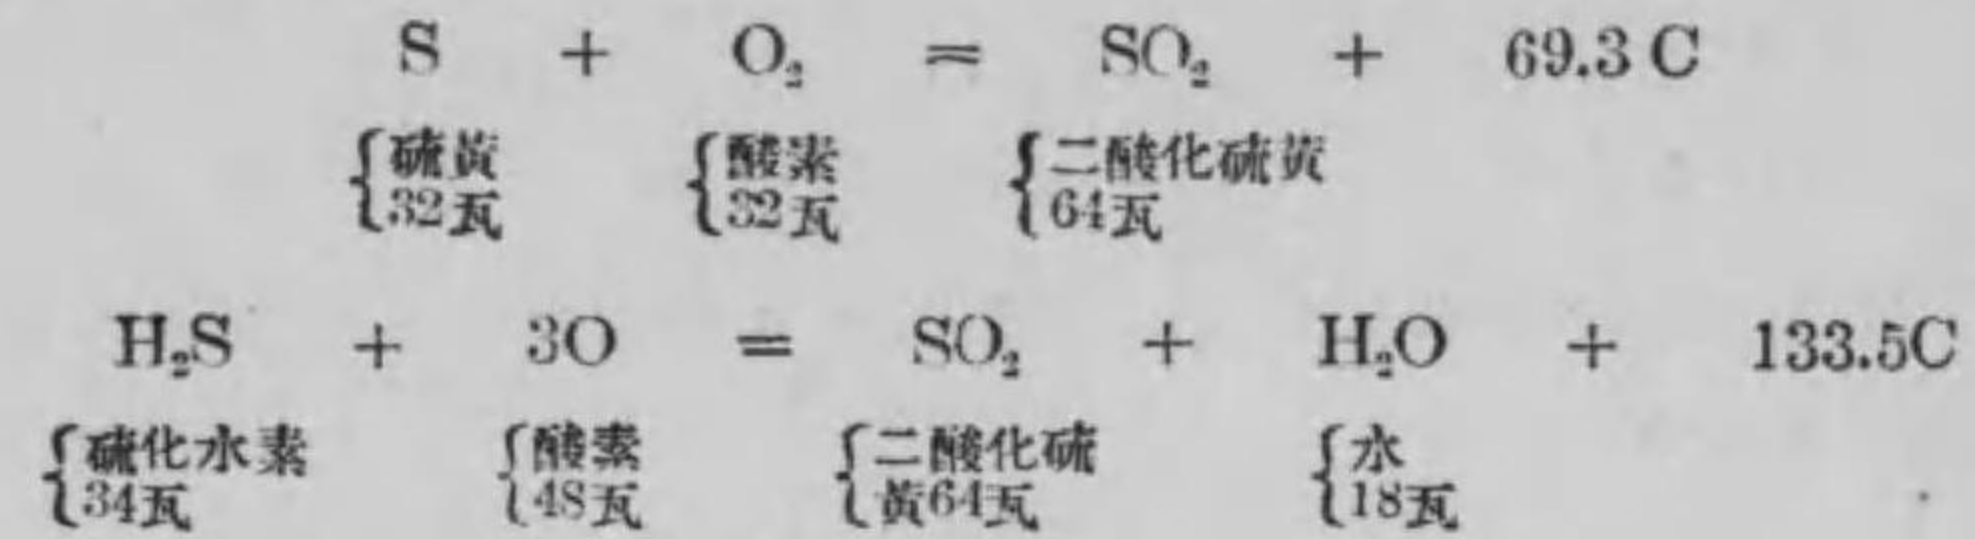 S + O₂ = SO₂ + 69.3 C
{硫黄 {酸素 {二酸化硫黄
{32瓦 {32瓦 {64瓦
H₂S + 3O = SO₂ + H₂O + 133.5C
{硫化水素 {酸素 {二酸化硫 {水
{34瓦 {48瓦 {黄64瓦 {18瓦